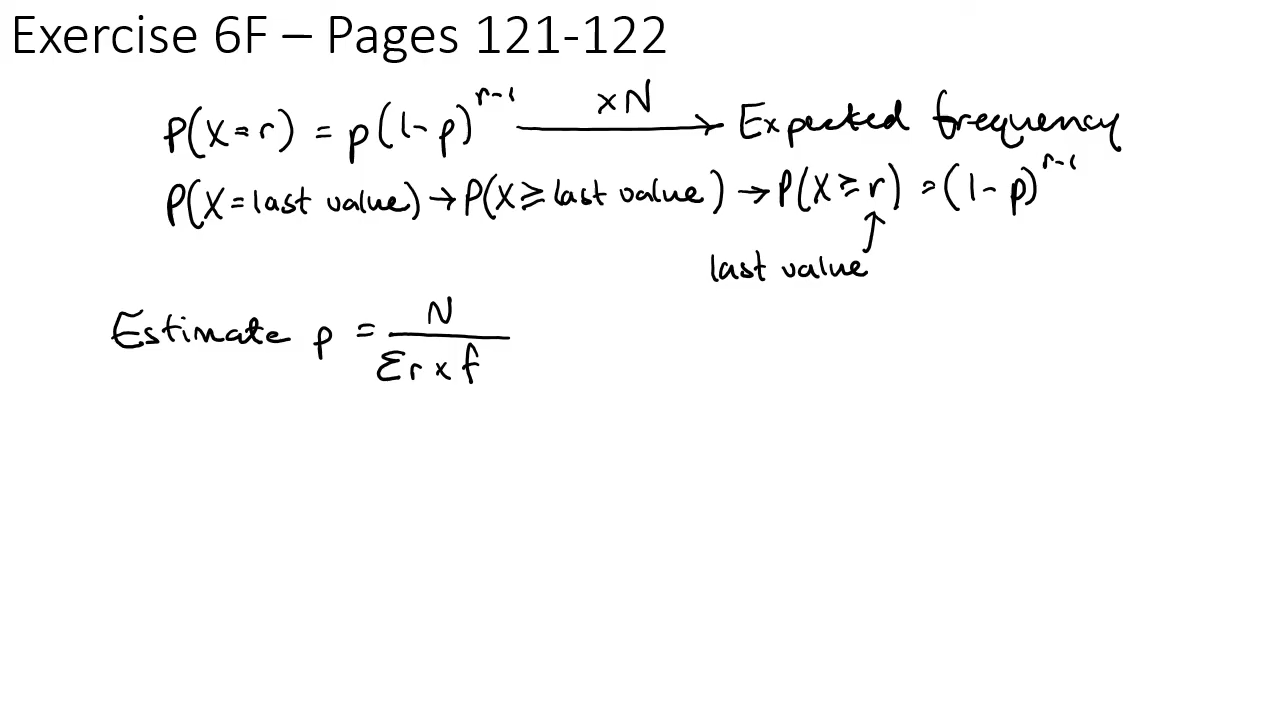 Exercise 6F – Pages 121-122
P(X=r) = p(1-p)^{r-1} ×N → Expected frequency
P(X=last value) → P(X≥last value) → P(X≥r) = (1-p)^{r-1}
last value
Estimate p = N / Σr×f